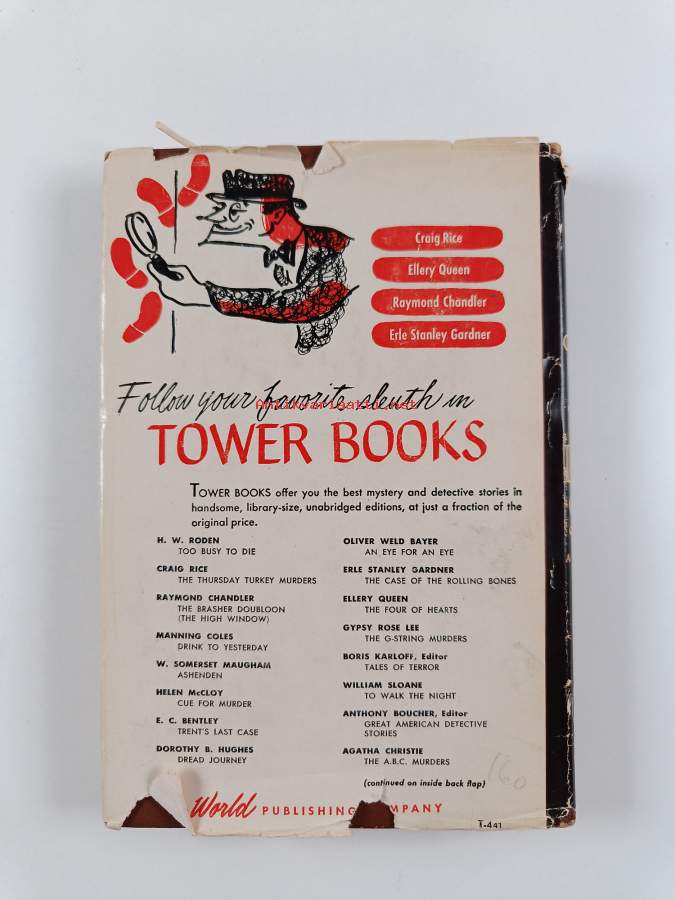 Craig Rice
Ellery Queen
Raymond Chandler
Erle Stanley Gardner
Follow your favorite sleuth in
Antikvariaatti.net
TOWER BOOKS
TOWER BOOKS offer you the best mystery and detective stories in
handsome, library-size, unabridged editions, at just a fraction of the
original price.
H. W. RODEN
TOO BUSY TO DIE
CRAIG RICE
THE THURSDAY TURKEY MURDERS
RAYMOND CHANDLER
THE BRASHER DOUBLOON
(THE HIGH WINDOW)
MANNING COLES
DRINK TO YESTERDAY
W. SOMERSET MAUGHAM
ASHENDEN
HELEN McCLOY
CUE FOR MURDER
E. C. BENTLEY
TRENT'S LAST CASE
DOROTHY B. HUGHES
DREAD JOURNEY
OLIVER WELD BAYER
AN EYE FOR AN EYE
ERLE STANLEY GARDNER
THE CASE OF THE ROLLING BONES
ELLERY QUEEN
THE FOUR OF HEARTS
GYPSY ROSE LEE
THE G-STRING MURDERS
BORIS KARLOFF, Editor
TALES OF TERROR
WILLIAM SLOANE
TO WALK THE NIGHT
ANTHONY BOUCHER, Editor
GREAT AMERICAN DETECTIVE
STORIES
AGATHA CHRISTIE
THE A.B.C. MURDERS
(continued on inside back flap)
160
World PUBLISHING COMPANY
T-441